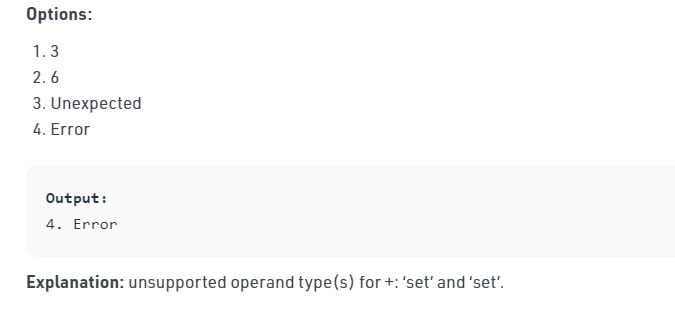 Options:
1. 3
2. 6
3. Unexpected
4. Error
Output:
4. Error
Explanation: unsupported operand type(s) for +: ‘set’ and ‘set’.